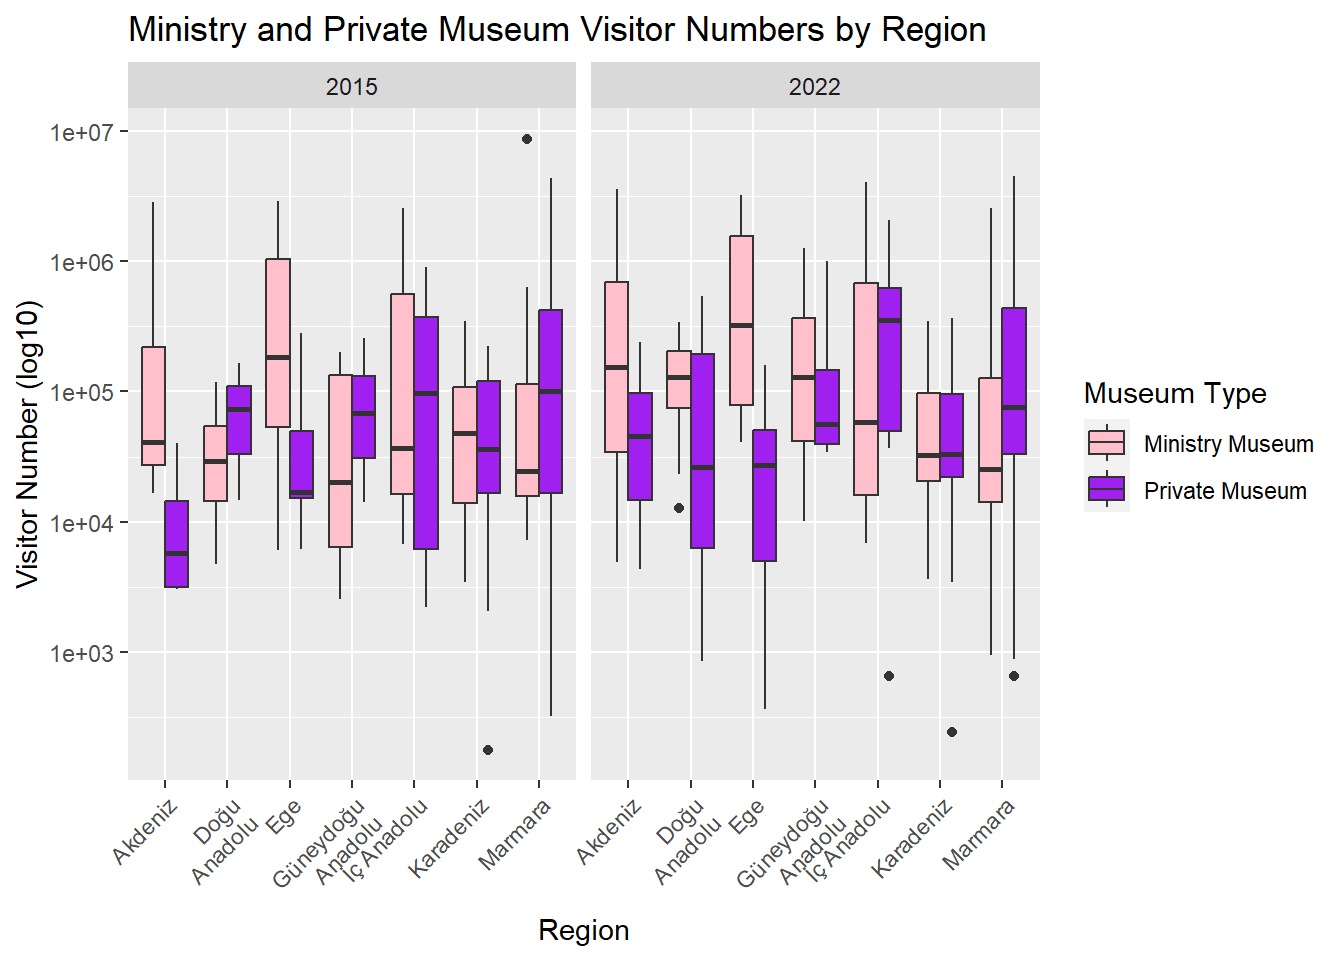 Ministry and Private Museum Visitor Numbers by Region
2015
2022
1e+07
1e+06
1e+05
1e+04
1e+03
Visitor Number (log10)
Akdeniz
Doğu
Anadolu
Ege
Güneydoğu
Anadolu
İç Anadolu
Karadeniz
Marmara
Akdeniz
Doğu
Anadolu
Ege
Güneydoğu
Anadolu
İç Anadolu
Karadeniz
Marmara
Region
Museum Type
Ministry Museum
Private Museum